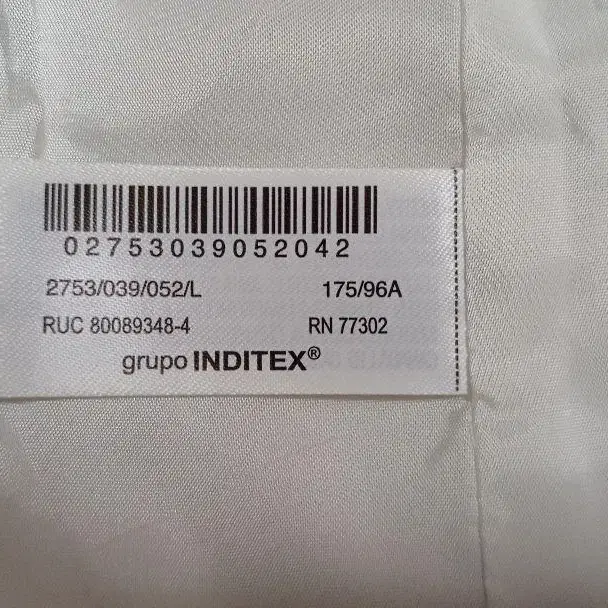 02753039052042
2753/039/052/L 175/96A
RUC 80089348-4 RN 77302
grupo INDITEX®